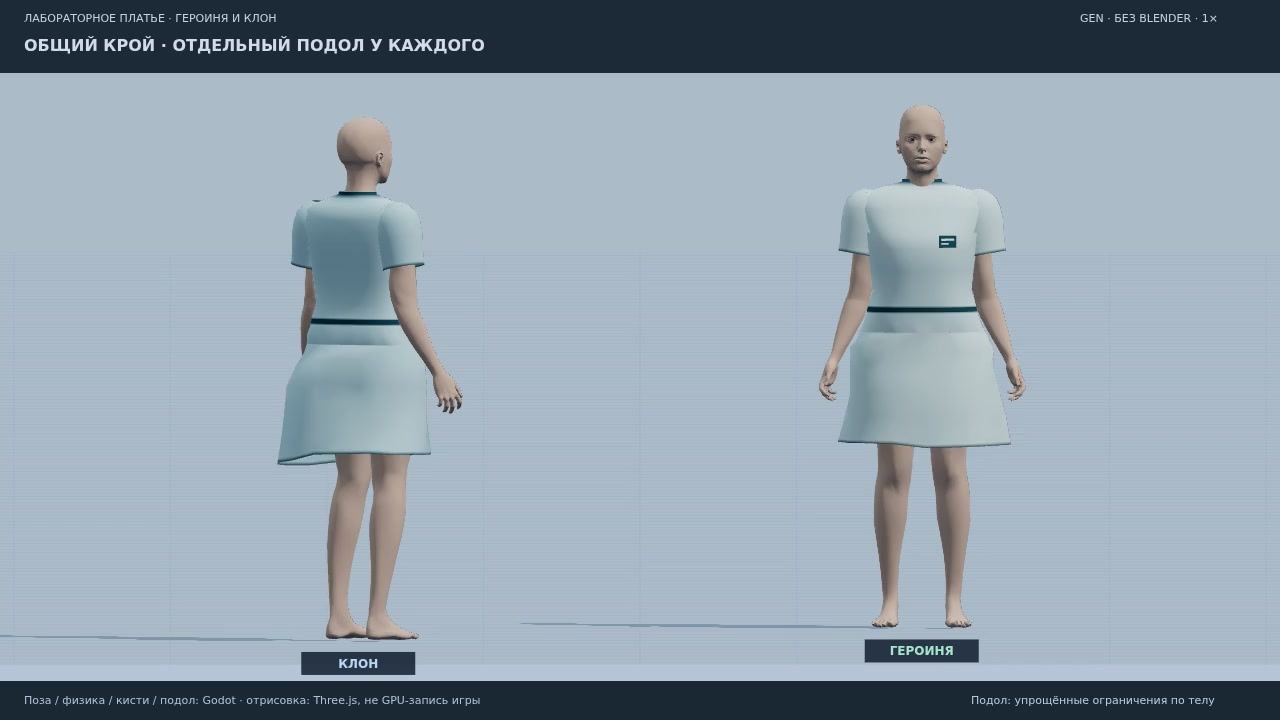 ЛАБОРАТОРНОЕ ПЛАТЬЕ · ГЕРОИНЯ И КЛОН
GEN · БЕЗ BLENDER · 1×
ОБЩИЙ КРОЙ · ОТДЕЛЬНЫЙ ПОДОЛ У КАЖДОГО
КЛОН
ГЕРОИНЯ
Поза / физика / кисти / подол: Godot · отрисовка: Three.js, не GPU-запись игры
Подол: упрощённые ограничения по телу